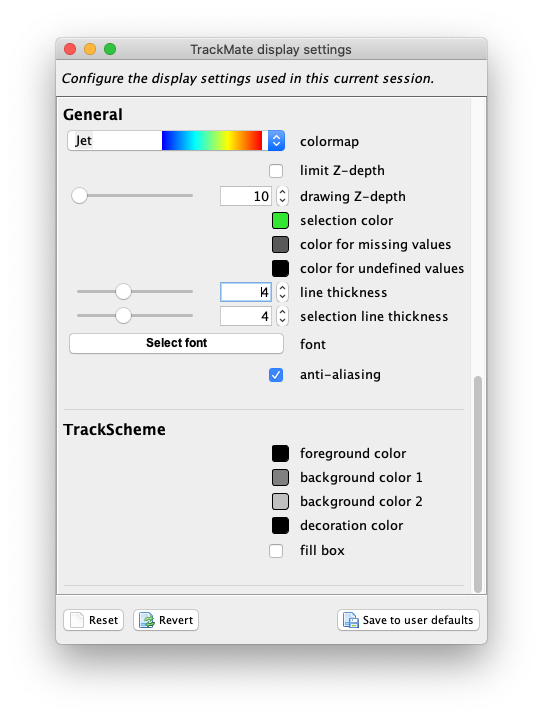 TrackMate display settings
Configure the display settings used in this current session.
General
Jet colormap
limit Z-depth
10 drawing Z-depth
selection color
color for missing values
color for undefined values
4 line thickness
4 selection line thickness
Select font font
anti-aliasing
TrackScheme
foreground color
background color 1
background color 2
decoration color
fill box
Reset Revert Save to user defaults